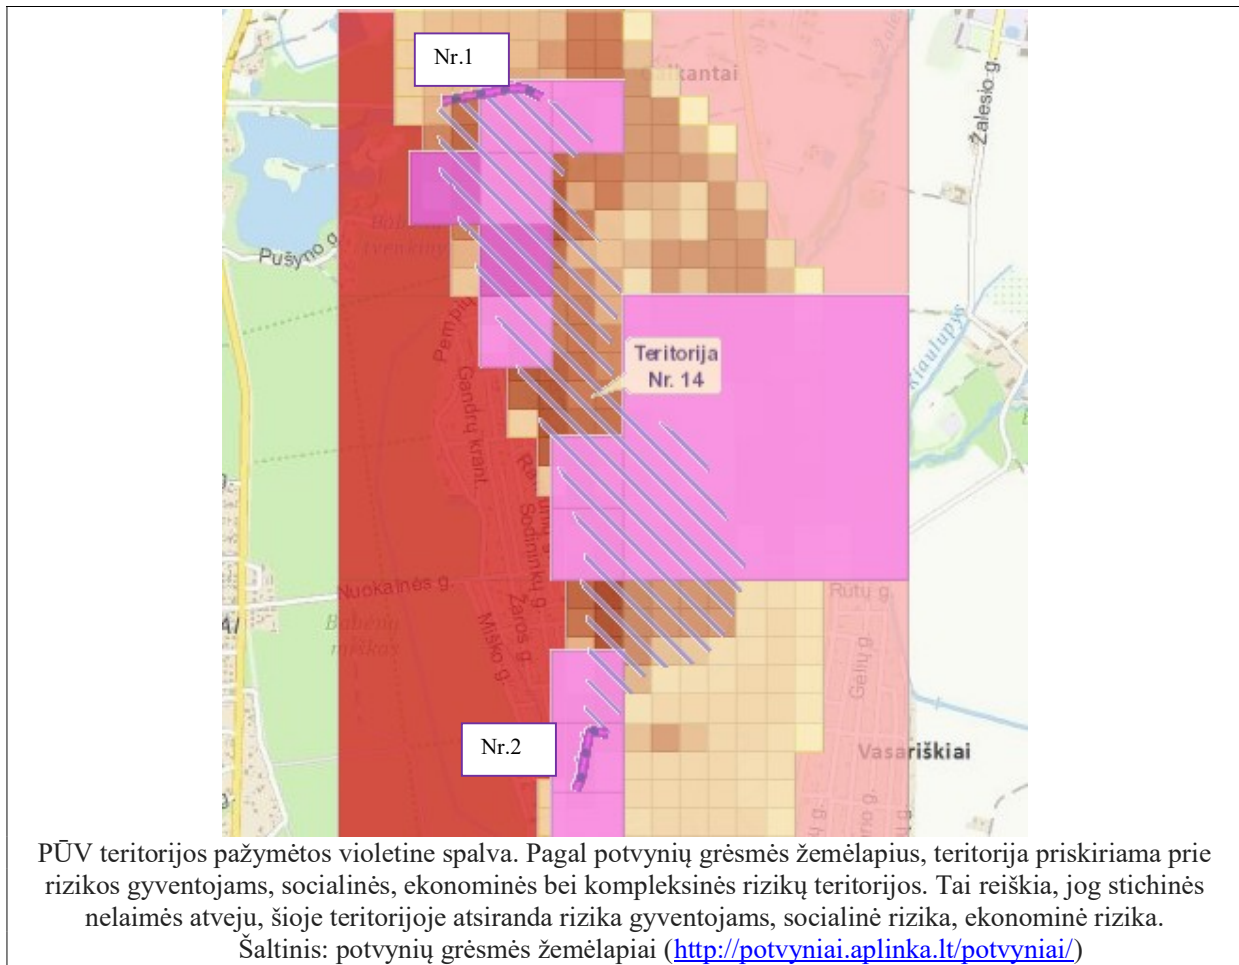 Nr.1
Žalesio g.
Pušyno g.
Teritorija
Nr. 14
Gandrų krant.
Kiaulupys
Sodininkų g.
Nuokalnės g.
Žaros g.
Miško g.
Babėnų
miškas
Rūtų g.
Gėlių g.
Nr.2
Vasariškiai
PŪV teritorijos pažymėtos violetine spalva. Pagal potvynių grėsmės žemėlapius, teritorija priskiriama prie
rizikos gyventojams, socialinės, ekonominės bei kompleksinės rizikų teritorijos. Tai reiškia, jog stichinės
nelaimės atveju, šioje teritorijoje atsiranda rizika gyventojams, socialinė rizika, ekonominė rizika.
Šaltinis: potvynių grėsmės žemėlapiai (http://potvyniai.aplinka.lt/potvyniai/)